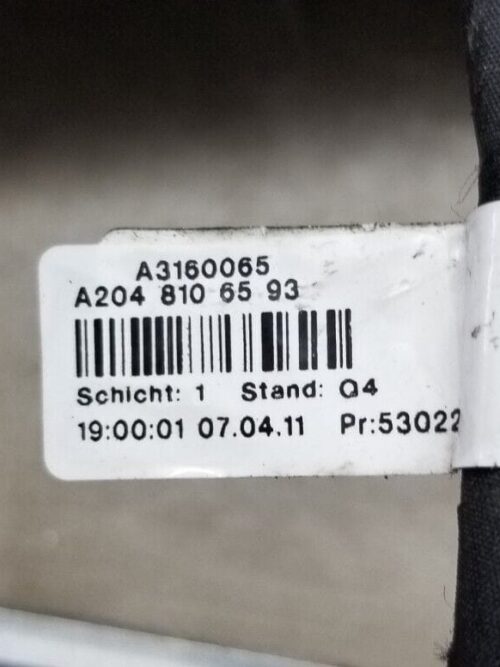 A3160065
A204 810 65 93
Schicht: 1 Stand: Q4
19:00:01 07.04.11 Pr:53022